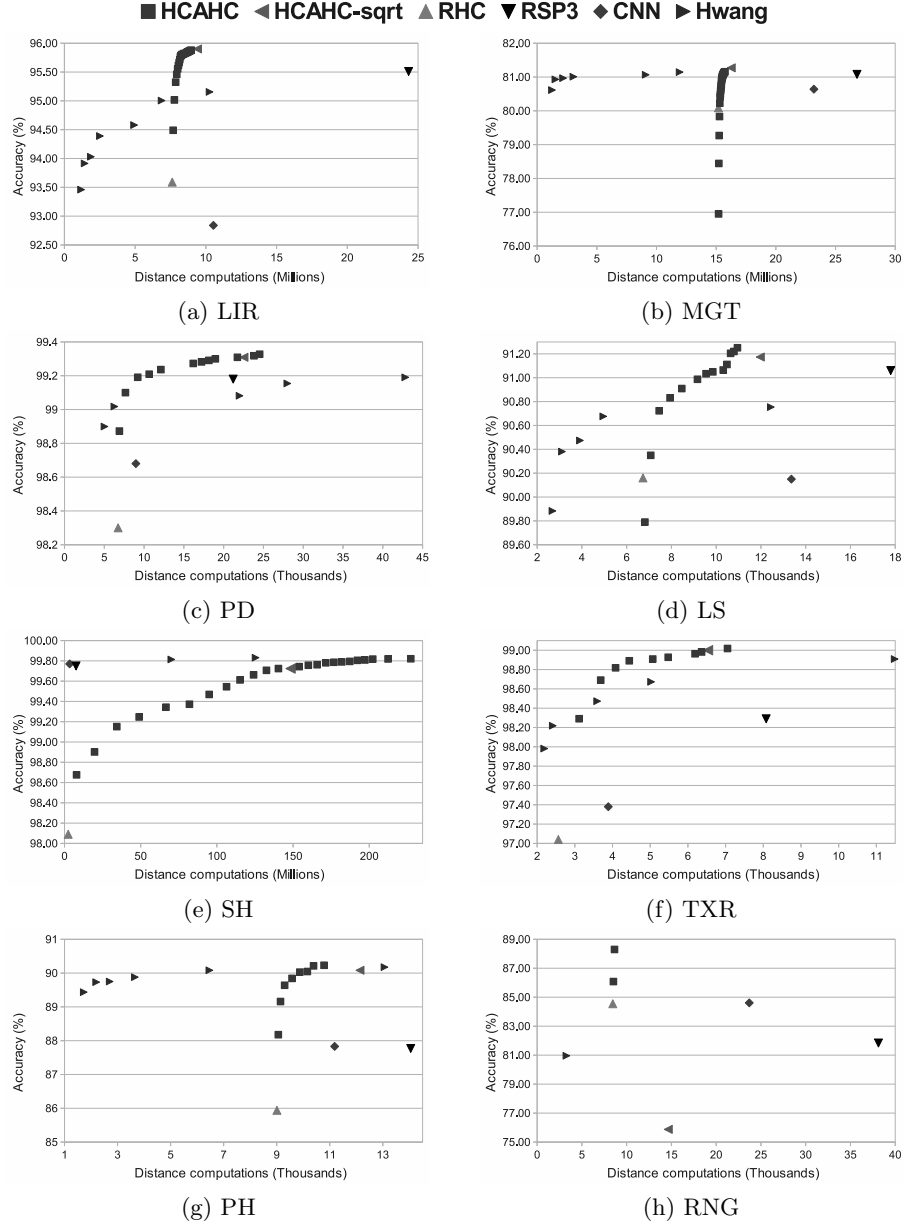 HCAHC HCAHC-sqrt RHC RSP3 CNN Hwang
Accuracy (%)
96.00
95.50
95.00
94.50
94.00
93.50
93.00
92.50
0 5 10 15 20 25
Distance computations (Millions)
(a) LIR
Accuracy (%)
82.00
81.00
80.00
79.00
78.00
77.00
76.00
0 5 10 15 20 25 30
Distance computations (Millions)
(b) MGT
Accuracy (%)
99.4
99.2
99
98.8
98.6
98.4
98.2
0 5 10 15 20 25 30 35 40 45
Distance computations (Thousands)
(c) PD
Accuracy (%)
91.20
91.00
90.80
90.60
90.40
90.20
90.00
89.80
89.60
2 4 6 8 10 12 14 16 18
Distance computations (Thousands)
(d) LS
Accuracy (%)
100.00
99.80
99.60
99.40
99.20
99.00
98.80
98.60
98.40
98.20
98.00
0 50 100 150 200
Distance computations (Millions)
(e) SH
Accuracy (%)
99.00
98.80
98.60
98.40
98.20
98.00
97.80
97.60
97.40
97.20
97.00
2 3 4 5 6 7 8 9 10 11
Distance computations (Thousands)
(f) TXR
Accuracy (%)
91
90
89
88
87
86
85
1 3 5 7 9 11 13
Distance computations (Thousands)
(g) PH
Accuracy (%)
89.00
87.00
85.00
83.00
81.00
79.00
77.00
75.00
0 5 10 15 20 25 30 35 40
Distance computations (Thousands)
(h) RNG